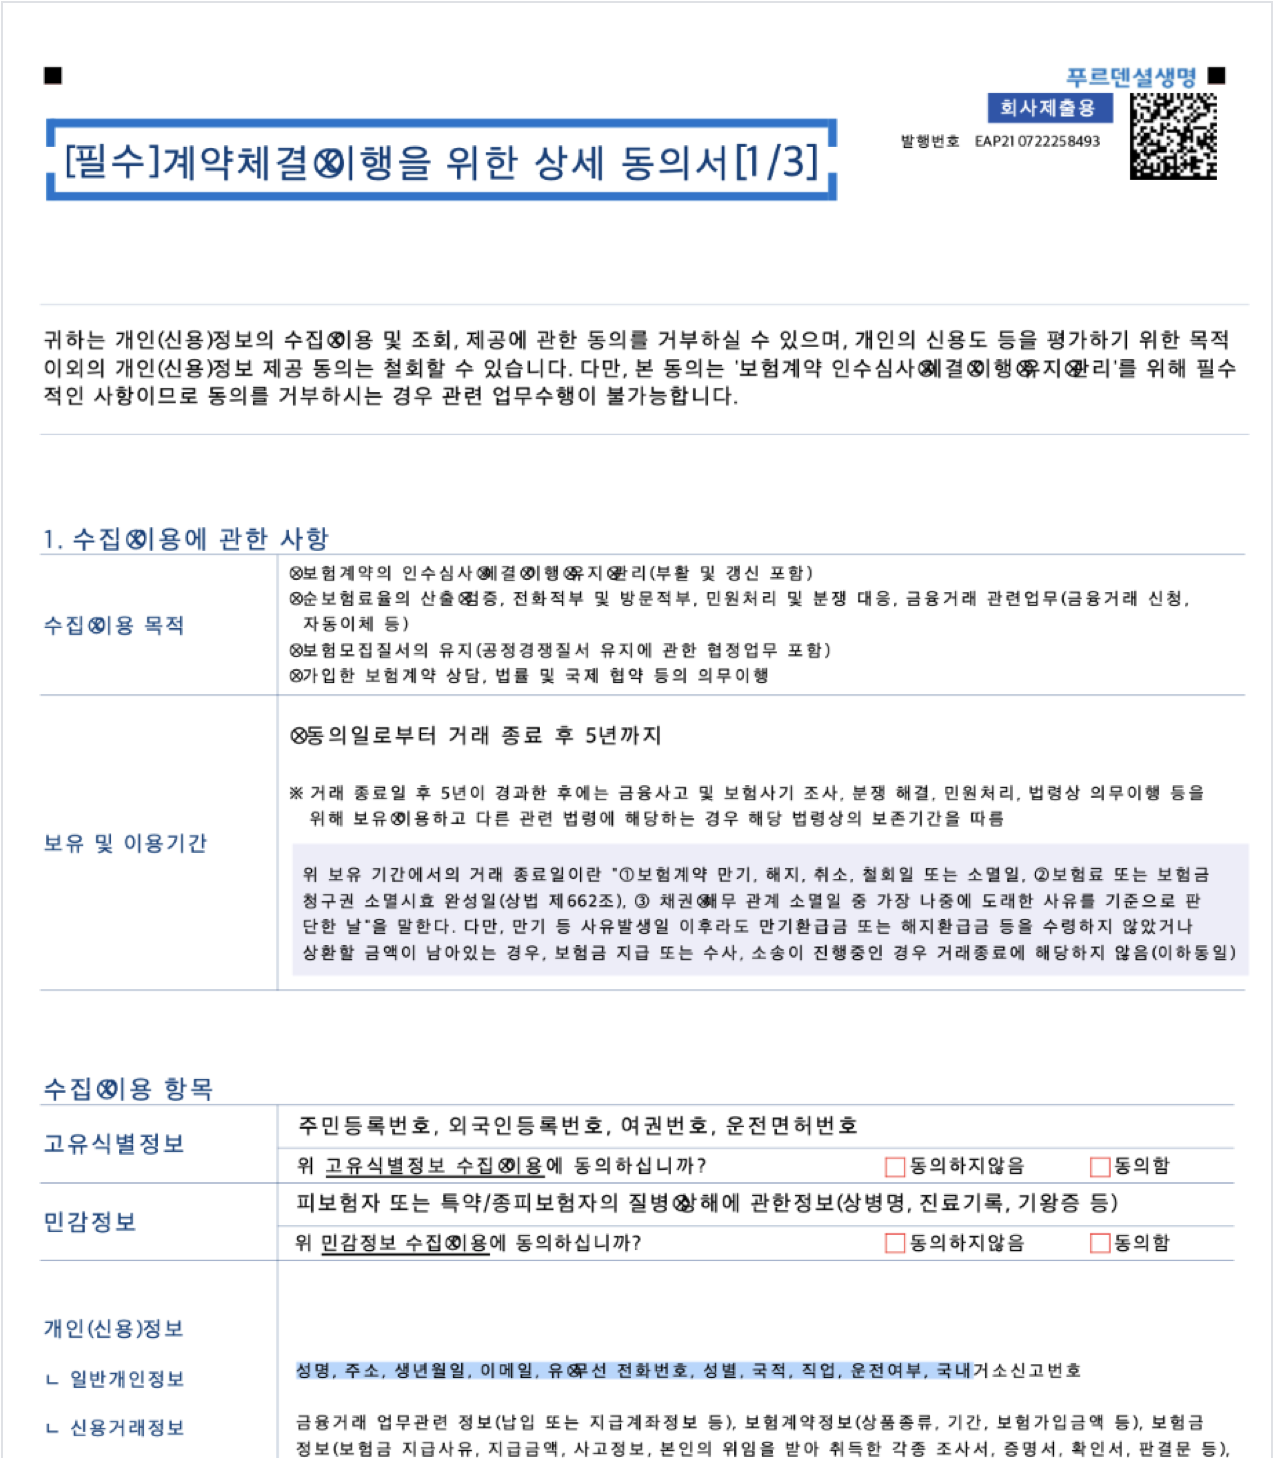 푸르덴셜생명
회사제출용
발행번호 EAP210722258493
[필수]계약체결⊗이행을 위한 상세 동의서[1/3]
귀하는 개인(신용)정보의 수집⊗이용 및 조회, 제공에 관한 동의를 거부하실 수 있으며, 개인의 신용도 등을 평가하기 위한 목적
이외의 개인(신용)정보 제공 동의는 철회할 수 있습니다. 다만, 본 동의는 '보험계약 인수심사⊗체결⊗이행⊗유지⊗관리'를 위해 필수
적인 사항이므로 동의를 거부하시는 경우 관련 업무수행이 불가능합니다.
1. 수집⊗이용에 관한 사항
수집⊗이용 목적
⊗보험계약의 인수심사⊗체결⊗이행⊗유지⊗관리(부활 및 갱신 포함)
⊗순보험료율의 산출⊗검증, 전화적부 및 방문적부, 민원처리 및 분쟁 대응, 금융거래 관련업무(금융거래 신청,
자동이체 등)
⊗보험모집질서의 유지(공정경쟁질서 유지에 관한 협정업무 포함)
⊗가입한 보험계약 상담, 법률 및 국제 협약 등의 의무이행
보유 및 이용기간
⊗동의일로부터 거래 종료 후 5년까지
※ 거래 종료일 후 5년이 경과한 후에는 금융사고 및 보험사기 조사, 분쟁 해결, 민원처리, 법령상 의무이행 등을
위해 보유⊗이용하고 다른 관련 법령에 해당하는 경우 해당 법령상의 보존기간을 따름
위 보유 기간에서의 거래 종료일이란 "①보험계약 만기, 해지, 취소, 철회일 또는 소멸일, ②보험료 또는 보험금
청구권 소멸시효 완성일(상법 제662조), ③ 채권⊗채무 관계 소멸일 중 가장 나중에 도래한 사유를 기준으로 판
단한 날"을 말한다. 다만, 만기 등 사유발생일 이후라도 만기환급금 또는 해지환급금 등을 수령하지 않았거나
상환할 금액이 남아있는 경우, 보험금 지급 또는 수사, 소송이 진행중인 경우 거래종료에 해당하지 않음(이하동일)
수집⊗이용 항목
고유식별정보
주민등록번호, 외국인등록번호, 여권번호, 운전면허번호
위 고유식별정보 수집⊗이용에 동의하십니까? □동의하지않음 □동의함
민감정보
피보험자 또는 특약/종피보험자의 질병⊗상해에 관한정보(상병명, 진료기록, 기왕증 등)
위 민감정보 수집⊗이용에 동의하십니까? □동의하지않음 □동의함
개인(신용)정보
ㄴ 일반개인정보
성명, 주소, 생년월일, 이메일, 유⊗무선 전화번호, 성별, 국적, 직업, 운전여부, 국내거소신고번호
ㄴ 신용거래정보
금융거래 업무관련 정보(납입 또는 지급계좌정보 등), 보험계약정보(상품종류, 기간, 보험가입금액 등), 보험금
정보(보험금 지급사유, 지급금액, 사고정보, 본인의 위임을 받아 취득한 각종 조사서, 증명서, 확인서, 판결문 등),